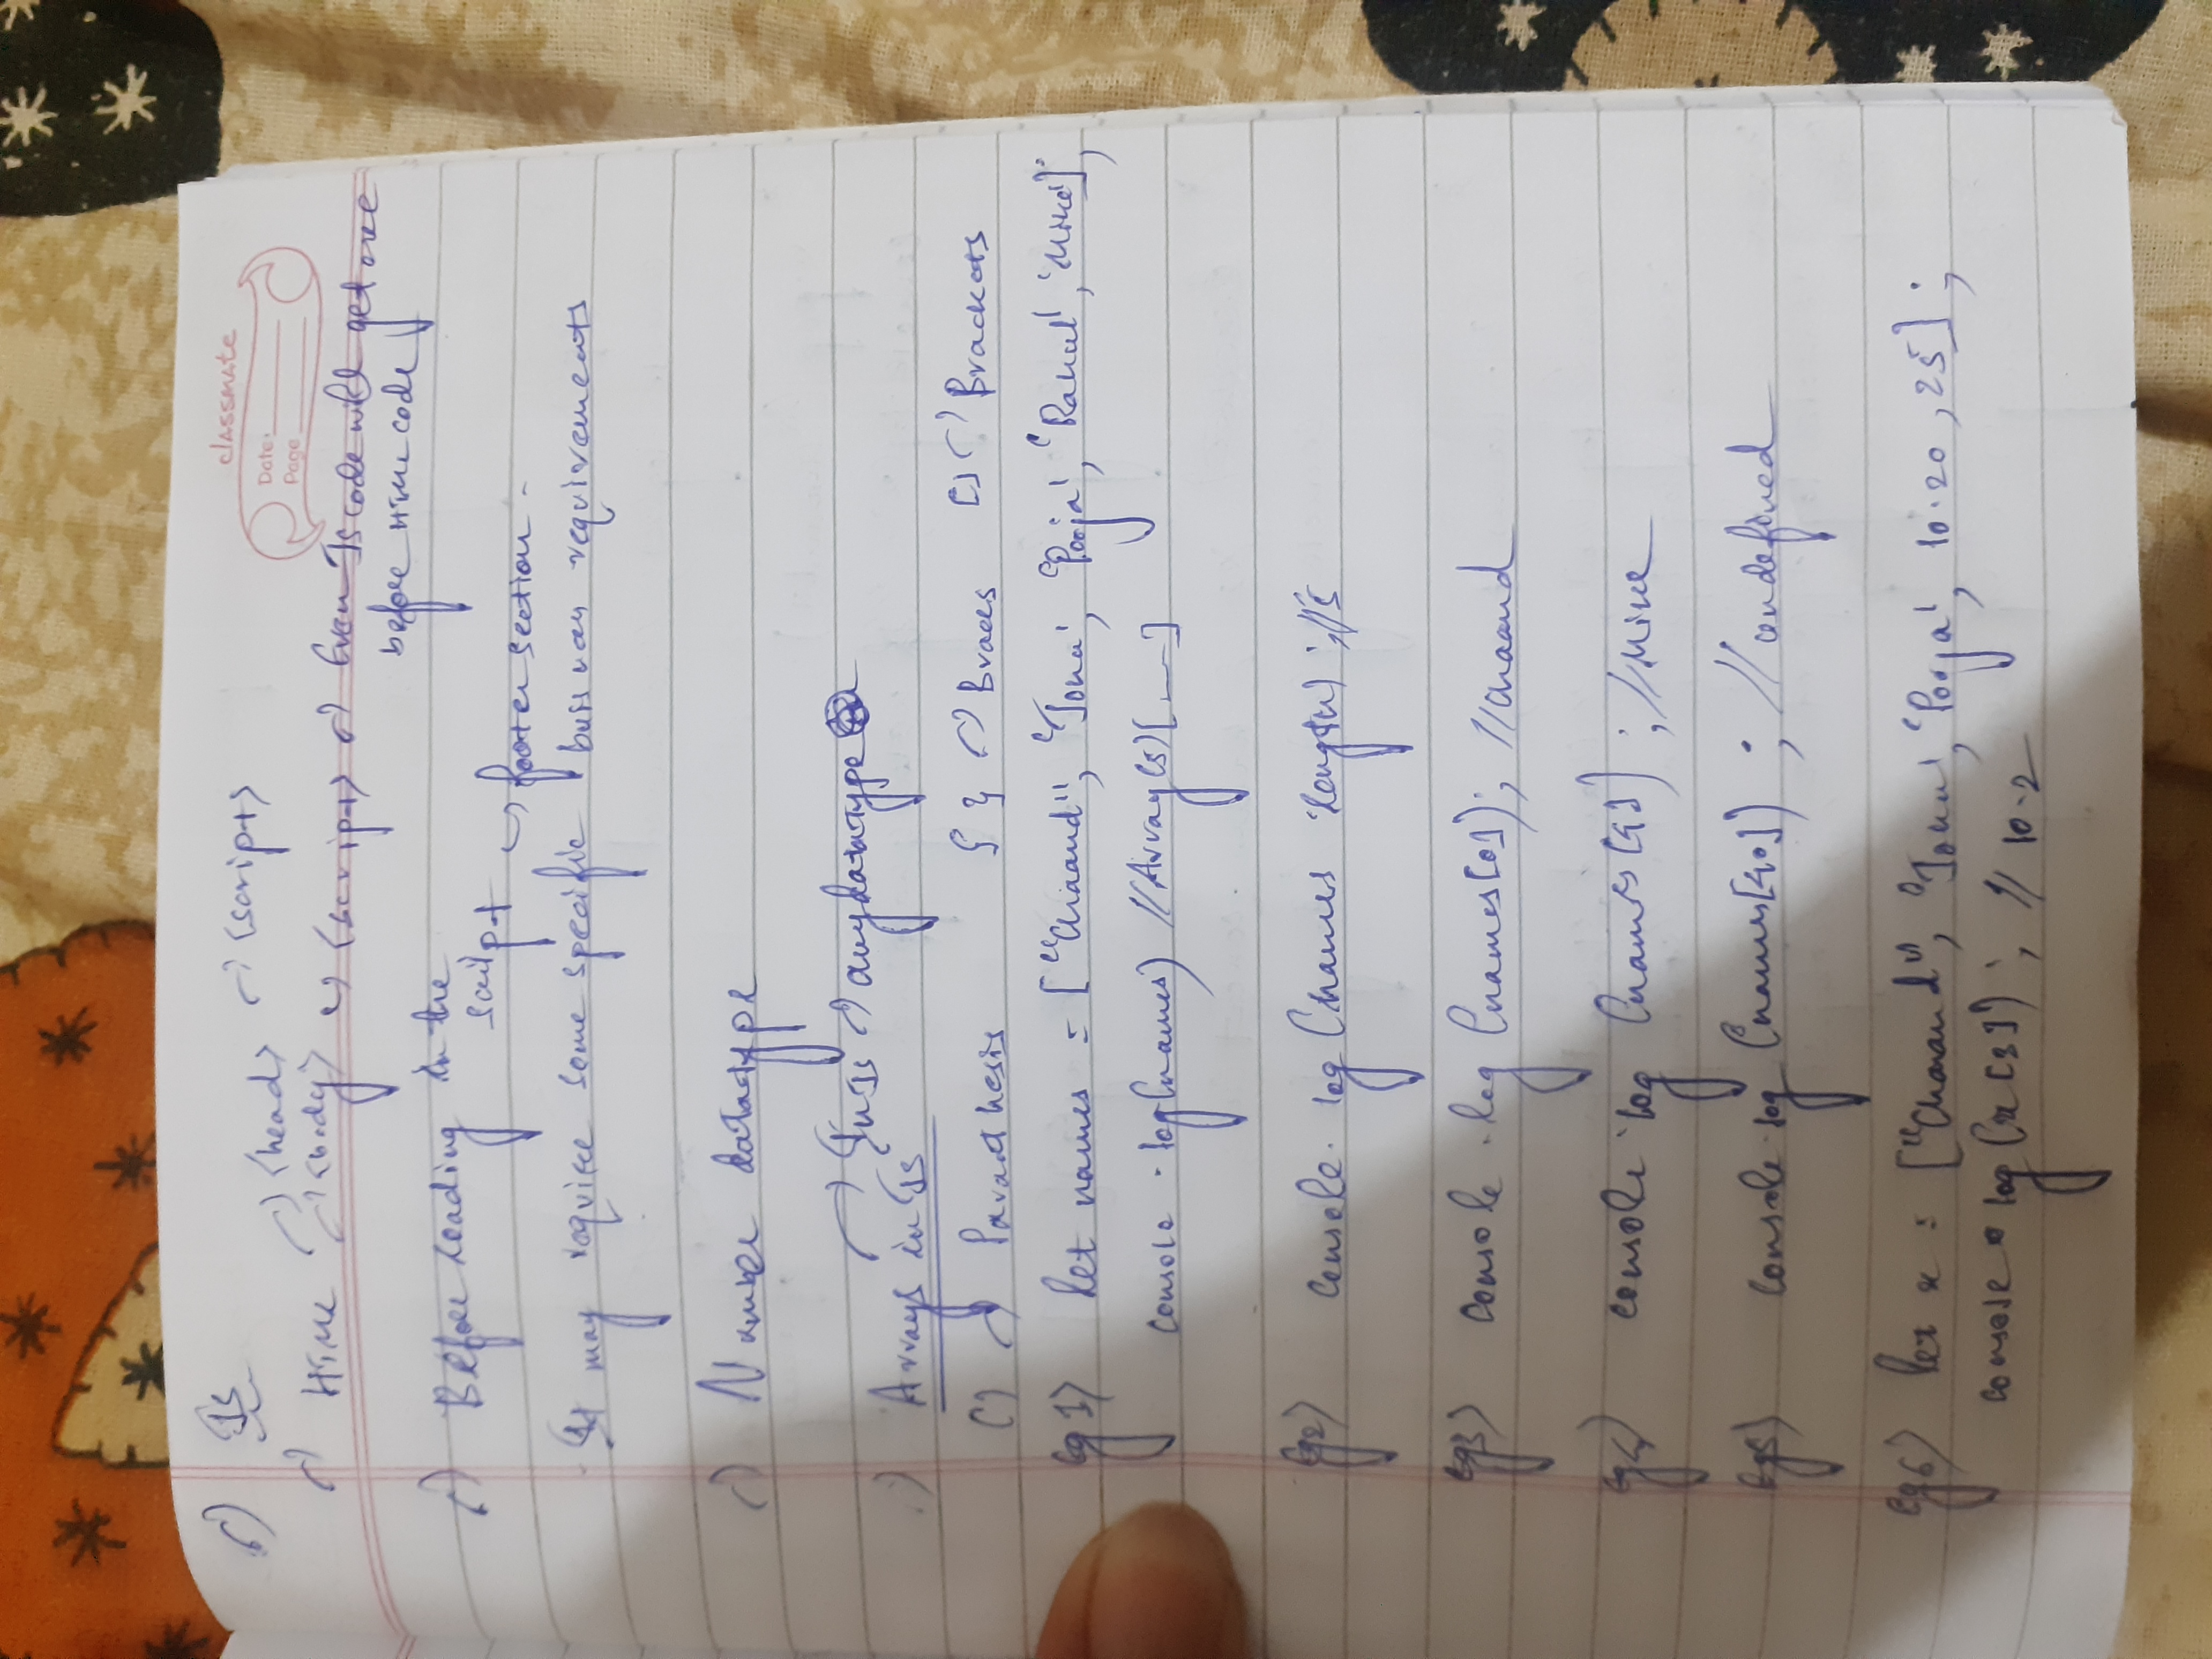 6) JS
classmate
Date:
Page
HTML → <head> → <script>
→ <body> → <script> → Even JS code will get exe
before HTML code
→ Before loading in the
script → footer section -
It may require some specific requirements
→ Number datatype
→ In JS → any datatype
→ Arrays in JS
() → Paranthesis { } → Braces [] → Brackets
Eg 1) let names = ["Chaand", 'John', 'Pooja', 'Rahul', 'Mike'];
console.log(names) // Array(5)[ __ ]
Eg2) console.log(names.length); //5
Eg3) console.log(names[0]); //Chaand
Eg4) console.log(names[4]); //Mike
Eg5) console.log(names[40]); //undefined
Eg6) let x = ["Chaand", 'John', 'Pooja', 10.20, 25];
console.log(x[3]); // 10.2